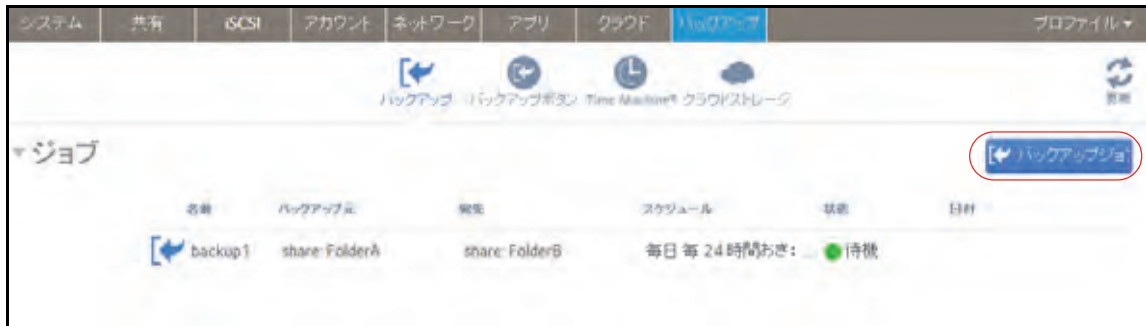 システム 共有 iSCSI アカウント ネットワーク アプリ クラウド バックアップ プロファイル
バックアップ バックアップボタン Time Machine® クラウドストレージ 更新
ジョブ バックアップジョ
名前 バックアップ元 宛先 スケジュール 状態 日付
backup1 share: FolderA share: FolderB 毎日 毎 24 時間おき: ... 待機